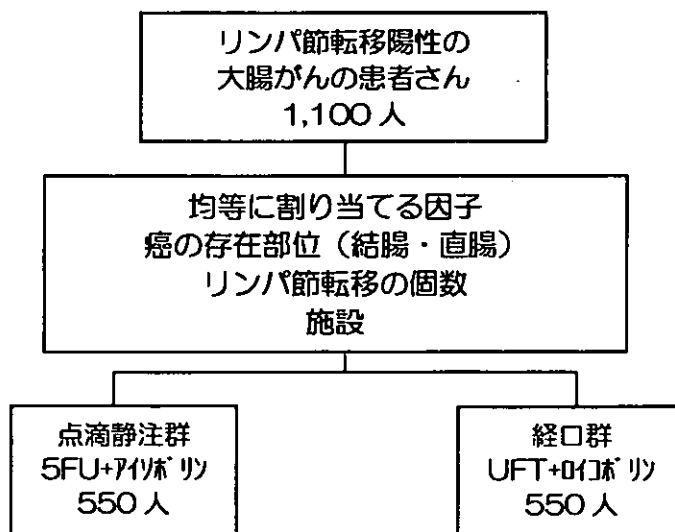 リンパ節転移陽性の
大腸がんの患者さん
1,100人
均等に割り当てる因子
癌の存在部位（結腸・直腸）
リンパ節転移の個数
施設
点滴静注群
5FU+ｱｲｿﾎﾞﾘﾝ
550人
経口群
UFT+ﾛｲｺﾎﾞﾘﾝ
550人